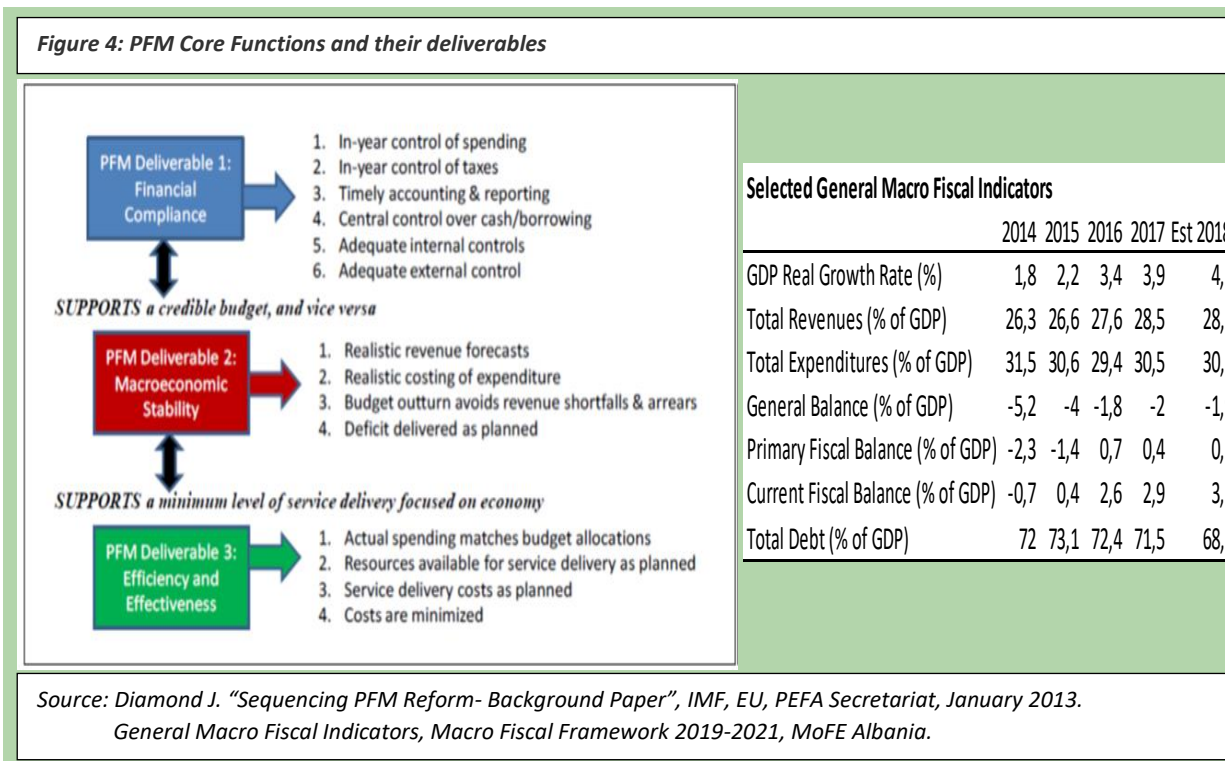 Figure 4: PFM Core Functions and their deliverables
PFM Deliverable 1:
Financial
Compliance
1. In-year control of spending
2. In-year control of taxes
3. Timely accounting & reporting
4. Central control over cash/borrowing
5. Adequate internal controls
6. Adequate external control
SUPPORTS a credible budget, and vice versa
PFM Deliverable 2:
Macroeconomic
Stability
1. Realistic revenue forecasts
2. Realistic costing of expenditure
3. Budget outturn avoids revenue shortfalls & arrears
4. Deficit delivered as planned
SUPPORTS a minimum level of service delivery focused on economy
PFM Deliverable 3:
Efficiency and
Effectiveness
1. Actual spending matches budget allocations
2. Resources available for service delivery as planned
3. Service delivery costs as planned
4. Costs are minimized
Selected General Macro Fiscal Indicators
2014 2015 2016 2017 Est 2018
GDP Real Growth Rate (%) 1,8 2,2 3,4 3,9 4,
Total Revenues (% of GDP) 26,3 26,6 27,6 28,5 28,
Total Expenditures (% of GDP) 31,5 30,6 29,4 30,5 30,
General Balance (% of GDP) -5,2 -4 -1,8 -2 -1,
Primary Fiscal Balance (% of GDP) -2,3 -1,4 0,7 0,4 0,
Current Fiscal Balance (% of GDP) -0,7 0,4 2,6 2,9 3,
Total Debt (% of GDP) 72 73,1 72,4 71,5 68,
Source: Diamond J. “Sequencing PFM Reform- Background Paper”, IMF, EU, PEFA Secretariat, January 2013.
General Macro Fiscal Indicators, Macro Fiscal Framework 2019-2021, MoFE Albania.